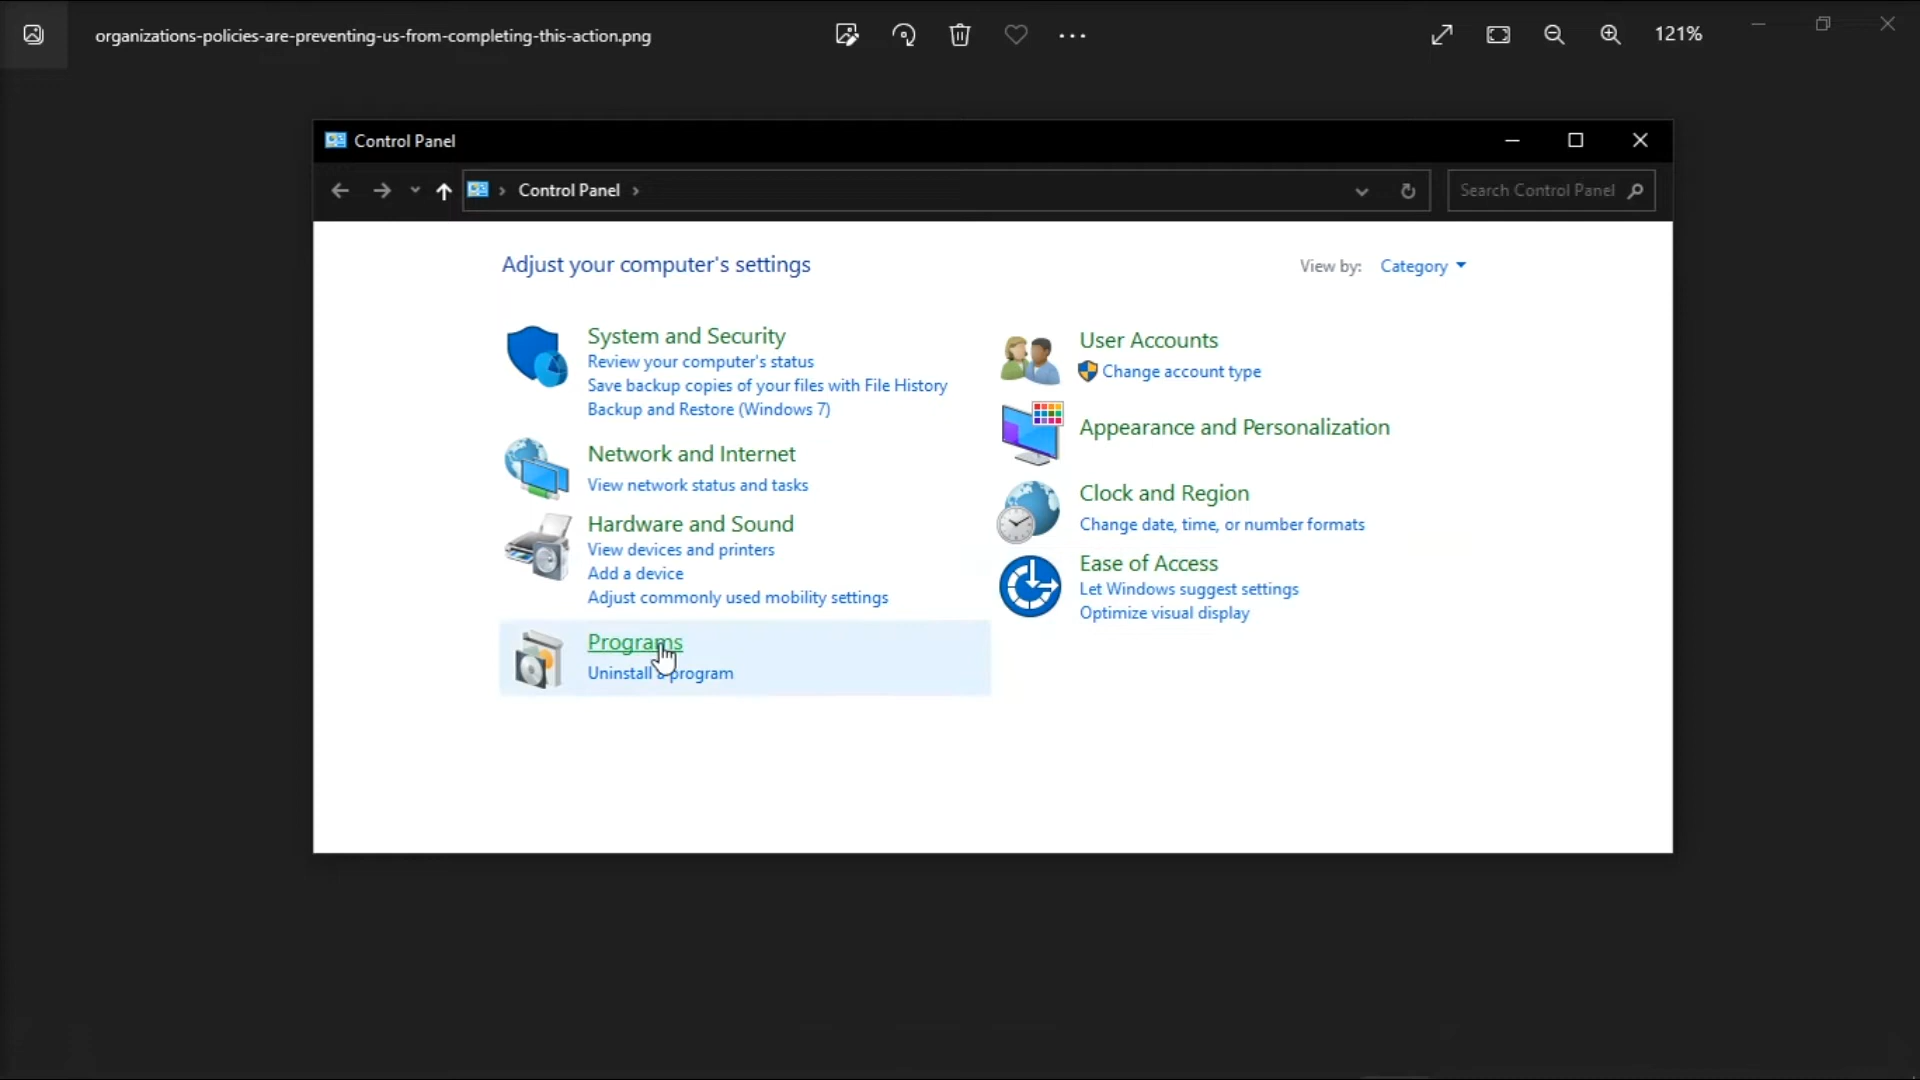 organizations-policies-are-preventing-us-from-completing-this-action.png
121%
Control Panel
Control Panel
Search Control Panel
Adjust your computer's settings
View by: Category
System and Security
Review your computer's status
Save backup copies of your files with File History
Backup and Restore (Windows 7)
Network and Internet
View network status and tasks
Hardware and Sound
View devices and printers
Add a device
Adjust commonly used mobility settings
Programs
Uninstall a program
User Accounts
Change account type
Appearance and Personalization
Clock and Region
Change date, time, or number formats
Ease of Access
Let Windows suggest settings
Optimize visual display